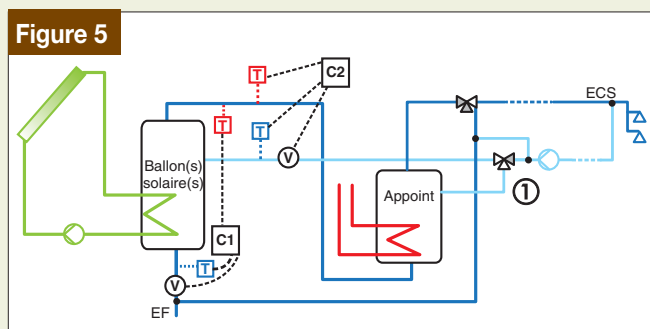 Figure 5
T
C2
ECS
T
T
V
Ballon(s)
solaire(s)
Appoint
1
C1
T
V
EF